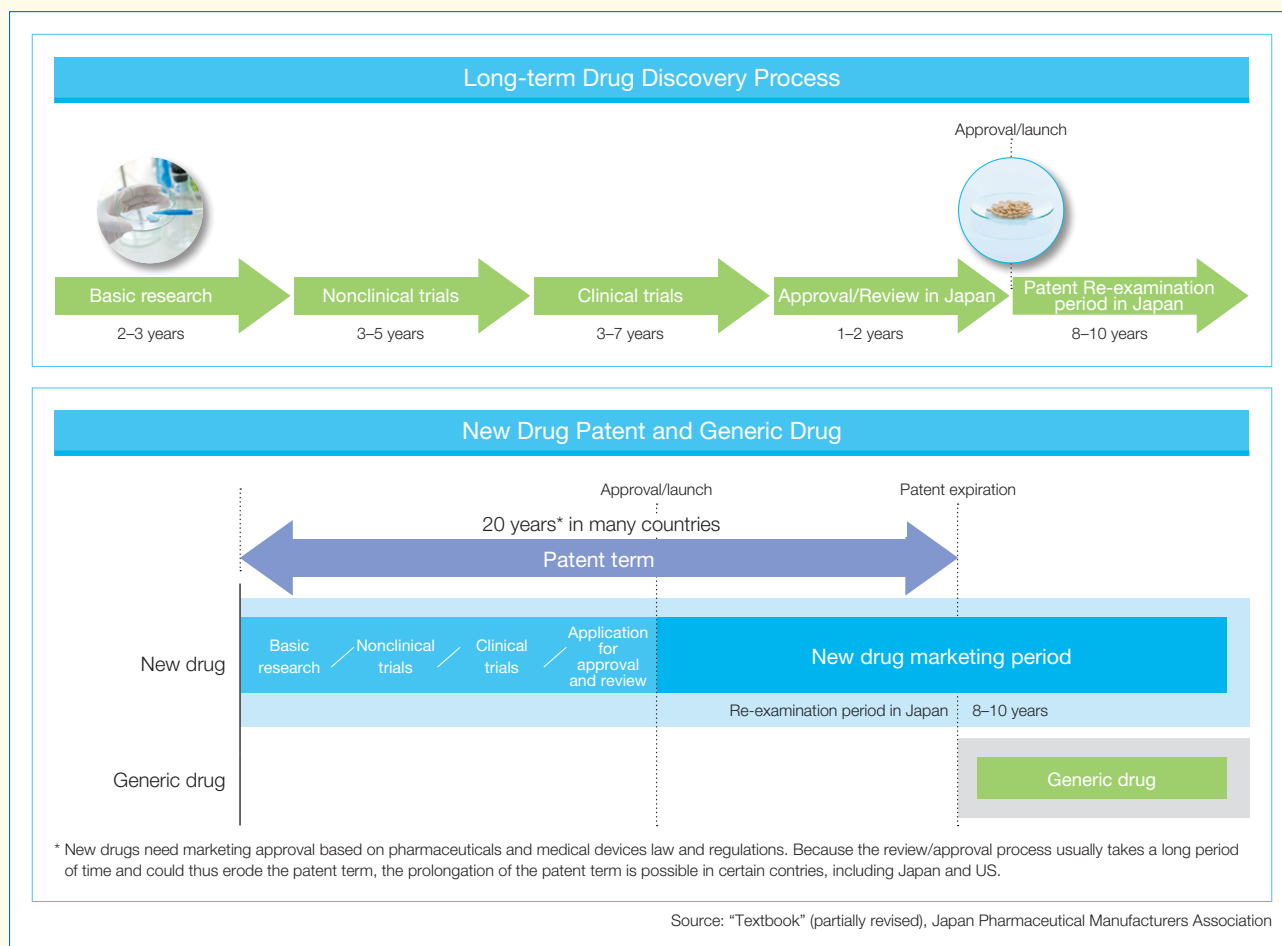 Long-term Drug Discovery Process
Approval/launch
Basic research
2–3 years
Nonclinical trials
3–5 years
Clinical trials
3–7 years
Approval/Review in Japan
1–2 years
Patent Re-examination
period in Japan
8–10 years
New Drug Patent and Generic Drug
Approval/launch
Patent expiration
20 years* in many countries
Patent term
New drug
Basic
research
Nonclinical
trials
Clinical
trials
Application
for
approval
and review
New drug marketing period
Re-examination period in Japan
8–10 years
Generic drug
Generic drug
* New drugs need marketing approval based on pharmaceuticals and medical devices law and regulations. Because the review/approval process usually takes a long period
of time and could thus erode the patent term, the prolongation of the patent term is possible in certain contries, including Japan and US.
Source: “Textbook” (partially revised), Japan Pharmaceutical Manufacturers Association